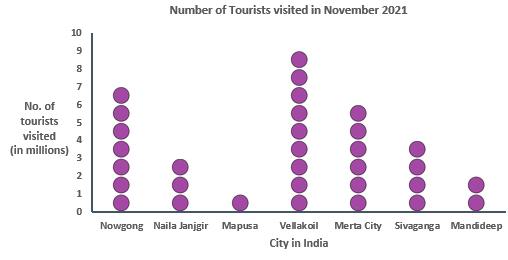 Number of Tourists visited in November 2021
10
9
8
7
6
5
4
3
2
1
0
No. of
tourists
visited
(in millions)
Nowgong Naila Janjgir Mapusa Vellakoil Merta City Sivaganga Mandideep
City in India